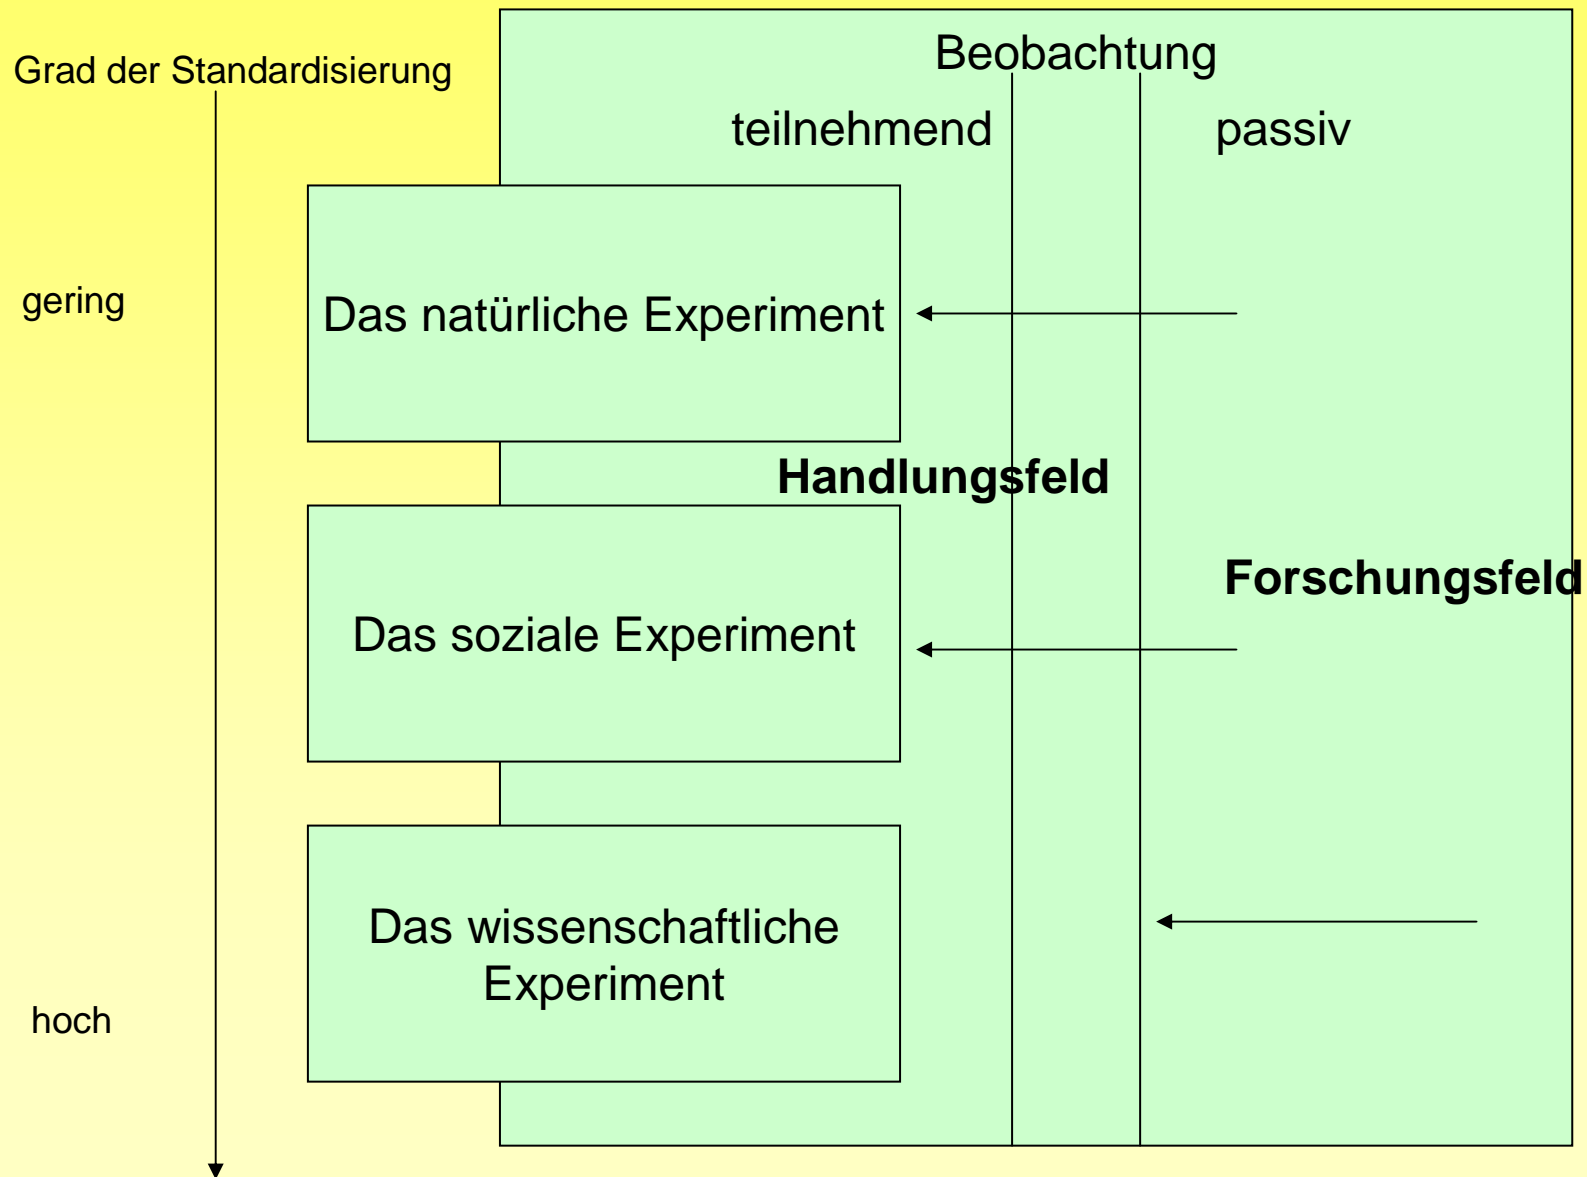 Grad der Standardisierung
Beobachtung
teilnehmend
passiv
gering
Das natürliche Experiment
Handlungsfeld
Forschungsfeld
Das soziale Experiment
Das wissenschaftliche
Experiment
hoch